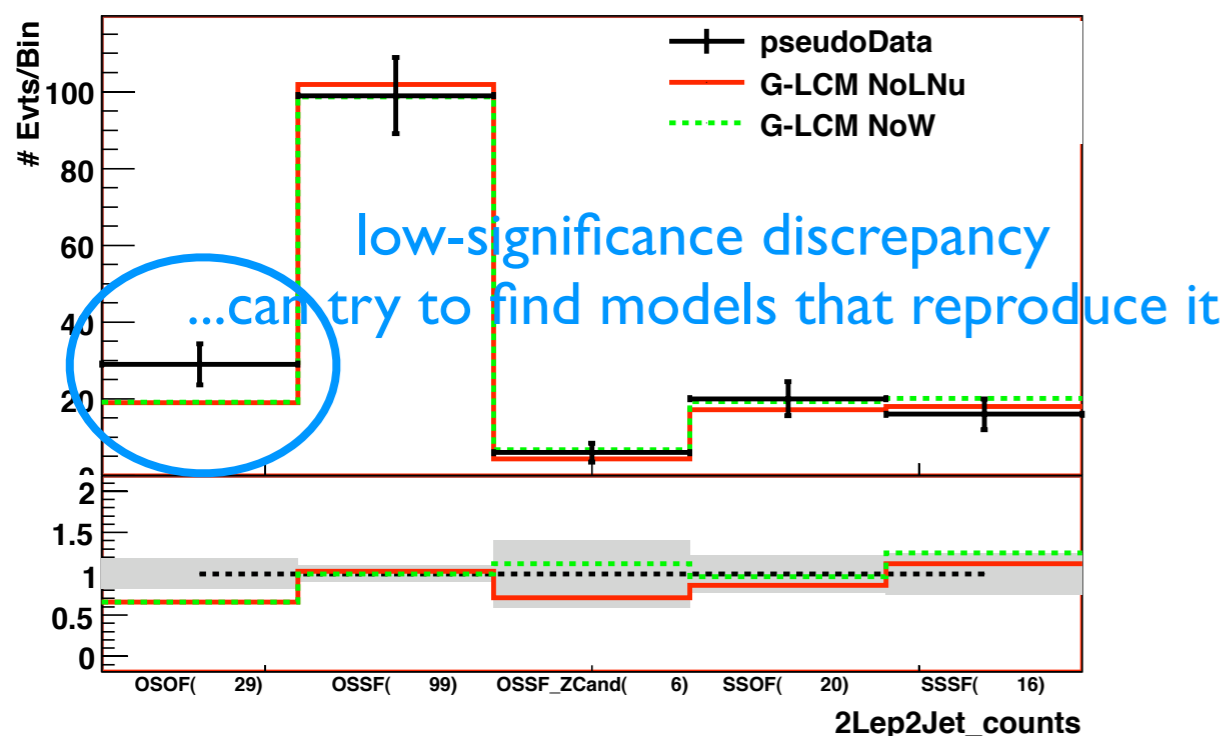 # Evts/Bin
pseudoData
G-LCM NoLNu
G-LCM NoW
100
80
60
40
20
0
low-significance discrepancy
...can try to find models that reproduce it
2
1.5
1
0.5
0
OSOF( 29) OSSF( 99) OSSF_ZCand( 6) SSOF( 20) SSSF( 16)
2Lep2Jet_counts